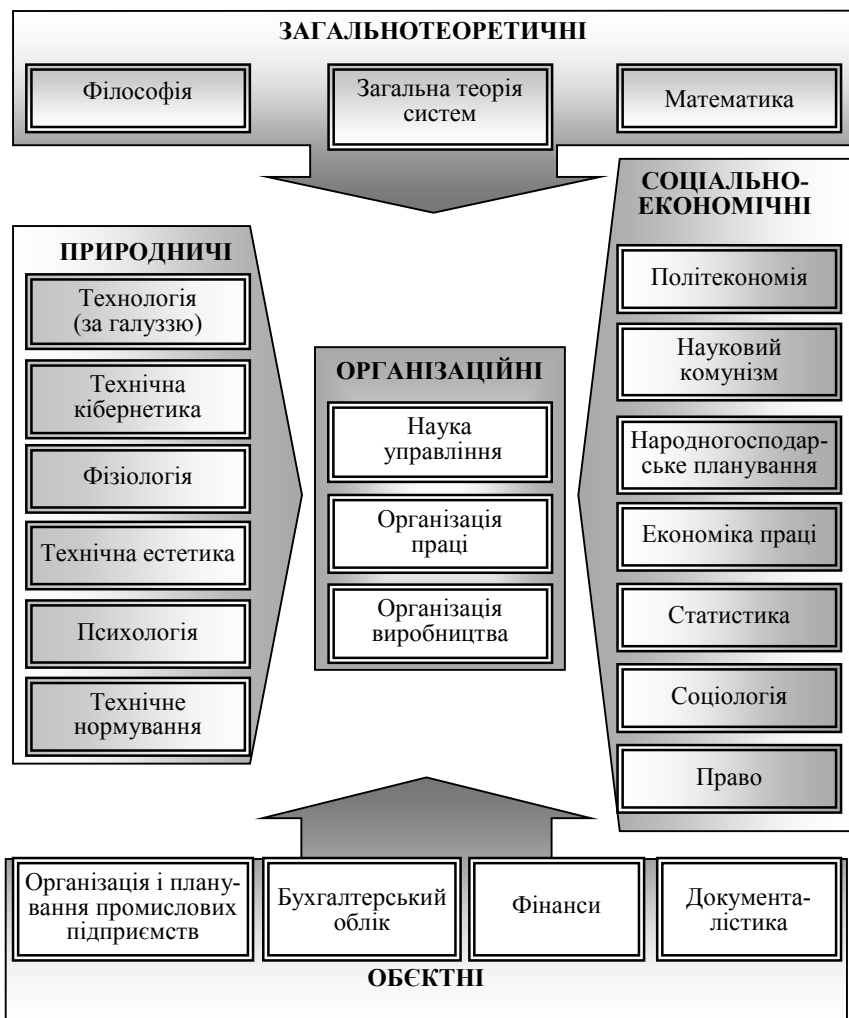 ЗАГАЛЬНОТЕОРЕТИЧНІ
Філософія
Загальна теорія
систем
Математика
ПРИРОДНИЧІ
Технологія
(за галуззю)
Технічна
кібернетика
Фізіологія
Технічна естетика
Психологія
Технічне
нормування
ОРГАНІЗАЦІЙНІ
Наука
управління
Організація
праці
Організація
виробництва
СОЦІАЛЬНО-
ЕКОНОМІЧНІ
Політекономія
Науковий
комунізм
Народногосподар-
ське планування
Економіка праці
Статистика
Соціологія
Право
Організація і плану-
вання промислових
підприємств
Бухгалтерський
облік
Фінанси
Документа-
лістика
ОБЄКТНІ